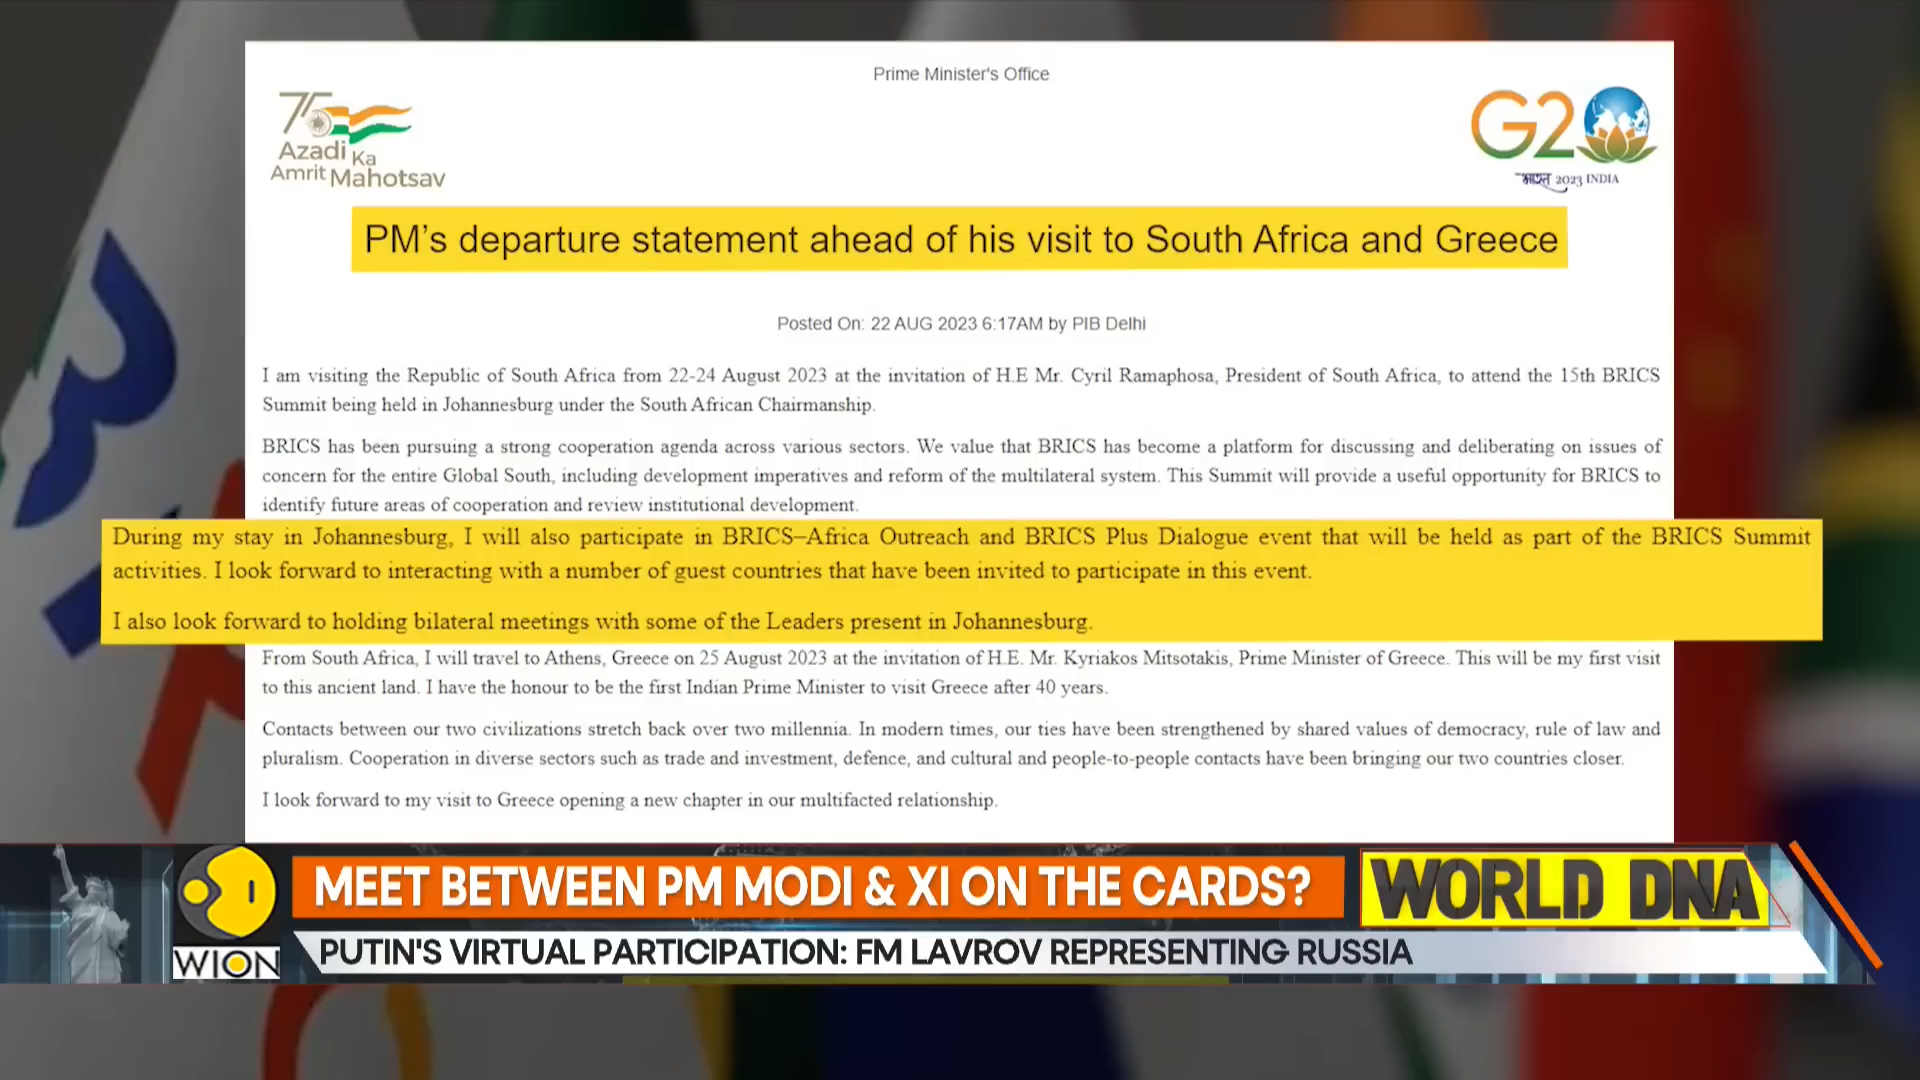 Prime Minister's Office
75
Azadi Ka
Amrit Mahotsav
G20
भारत 2023 INDIA
PM's departure statement ahead of his visit to South Africa and Greece
Posted On: 22 AUG 2023 6:17AM by PIB Delhi
I am visiting the Republic of South Africa from 22-24 August 2023 at the invitation of H.E Mr. Cyril Ramaphosa, President of South Africa, to attend the 15th BRICS
Summit being held in Johannesburg under the South African Chairmanship.
BRICS has been pursuing a strong cooperation agenda across various sectors. We value that BRICS has become a platform for discussing and deliberating on issues of
concern for the entire Global South, including development imperatives and reform of the multilateral system. This Summit will provide a useful opportunity for BRICS to
identify future areas of cooperation and review institutional development.
During my stay in Johannesburg, I will also participate in BRICS–Africa Outreach and BRICS Plus Dialogue event that will be held as part of the BRICS Summit
activities. I look forward to interacting with a number of guest countries that have been invited to participate in this event.
I also look forward to holding bilateral meetings with some of the Leaders present in Johannesburg.
From South Africa, I will travel to Athens, Greece on 25 August 2023 at the invitation of H.E. Mr. Kyriakos Mitsotakis, Prime Minister of Greece. This will be my first visit
to this ancient land. I have the honour to be the first Indian Prime Minister to visit Greece after 40 years.
Contacts between our two civilizations stretch back over two millennia. In modern times, our ties have been strengthened by shared values of democracy, rule of law and
pluralism. Cooperation in diverse sectors such as trade and investment, defence, and cultural and people-to-people contacts have been bringing our two countries closer.
I look forward to my visit to Greece opening a new chapter in our multifacted relationship.
MEET BETWEEN PM MODI & XI ON THE CARDS?
WORLD DNA
WION
PUTIN'S VIRTUAL PARTICIPATION: FM LAVROV REPRESENTING RUSSIA